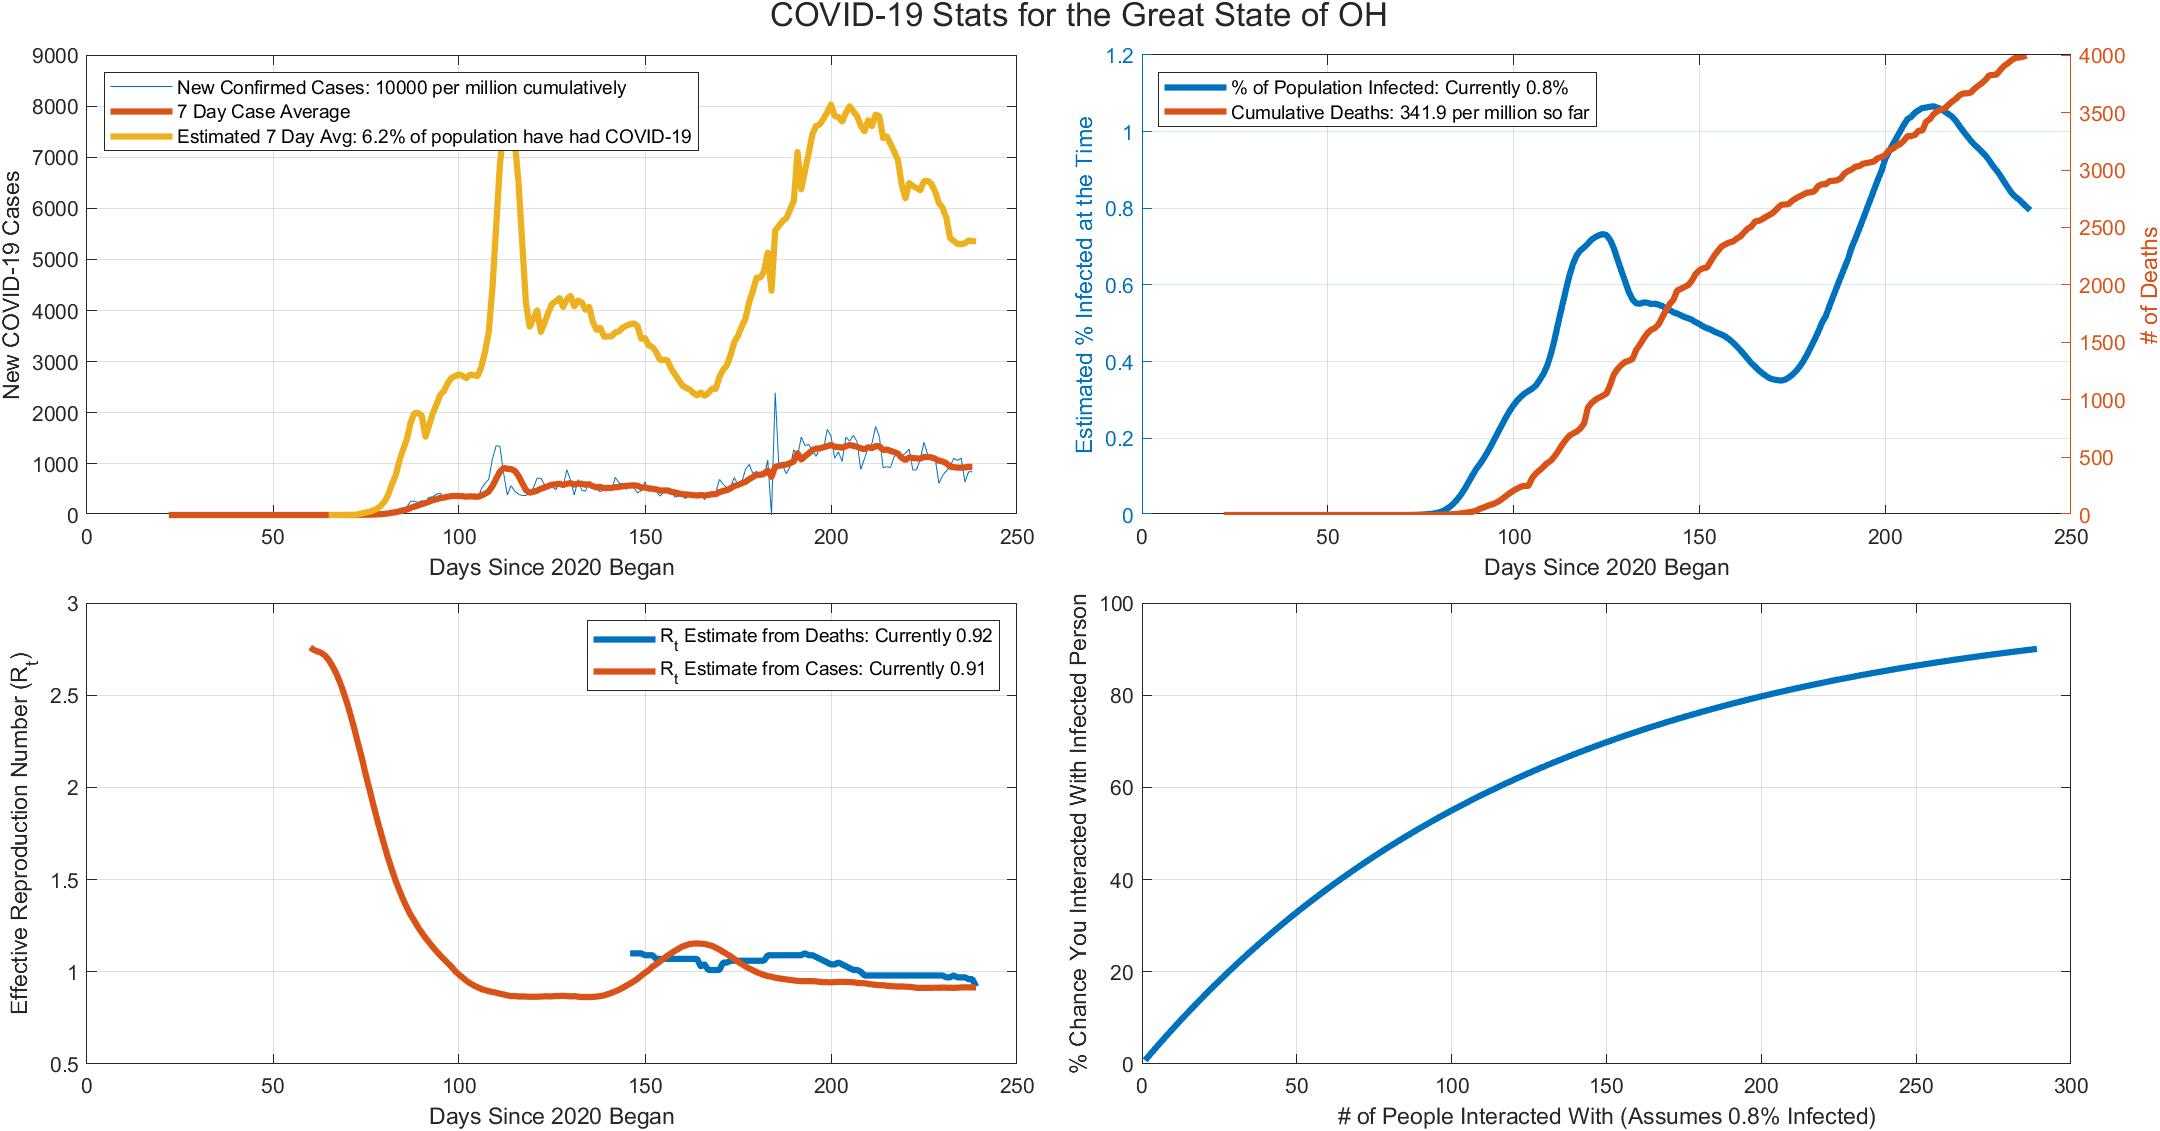 COVID-19 Stats for the Great State of OH
9000
8000
7000
6000
5000
4000
3000
2000
1000
0
New COVID-19 Cases
New Confirmed Cases: 10000 per million cumulatively
7 Day Case Average
Estimated 7 Day Avg: 6.2% of population have had COVID-19
0 50 100 150 200 250
Days Since 2020 Began
1.2
1
0.8
0.6
0.4
0.2
0
Estimated % Infected at the Time
% of Population Infected: Currently 0.8%
Cumulative Deaths: 341.9 per million so far
4000
3500
3000
2500
2000
1500
1000
500
0
# of Deaths
0 50 100 150 200 250
Days Since 2020 Began
3
2.5
2
1.5
1
0.5
Effective Reproduction Number (Rt)
Rt Estimate from Deaths: Currently 0.92
Rt Estimate from Cases: Currently 0.91
0 50 100 150 200 250
Days Since 2020 Began
100
80
60
40
20
0
% Chance You Interacted With Infected Person
0 50 100 150 200 250 300
# of People Interacted With (Assumes 0.8% Infected)